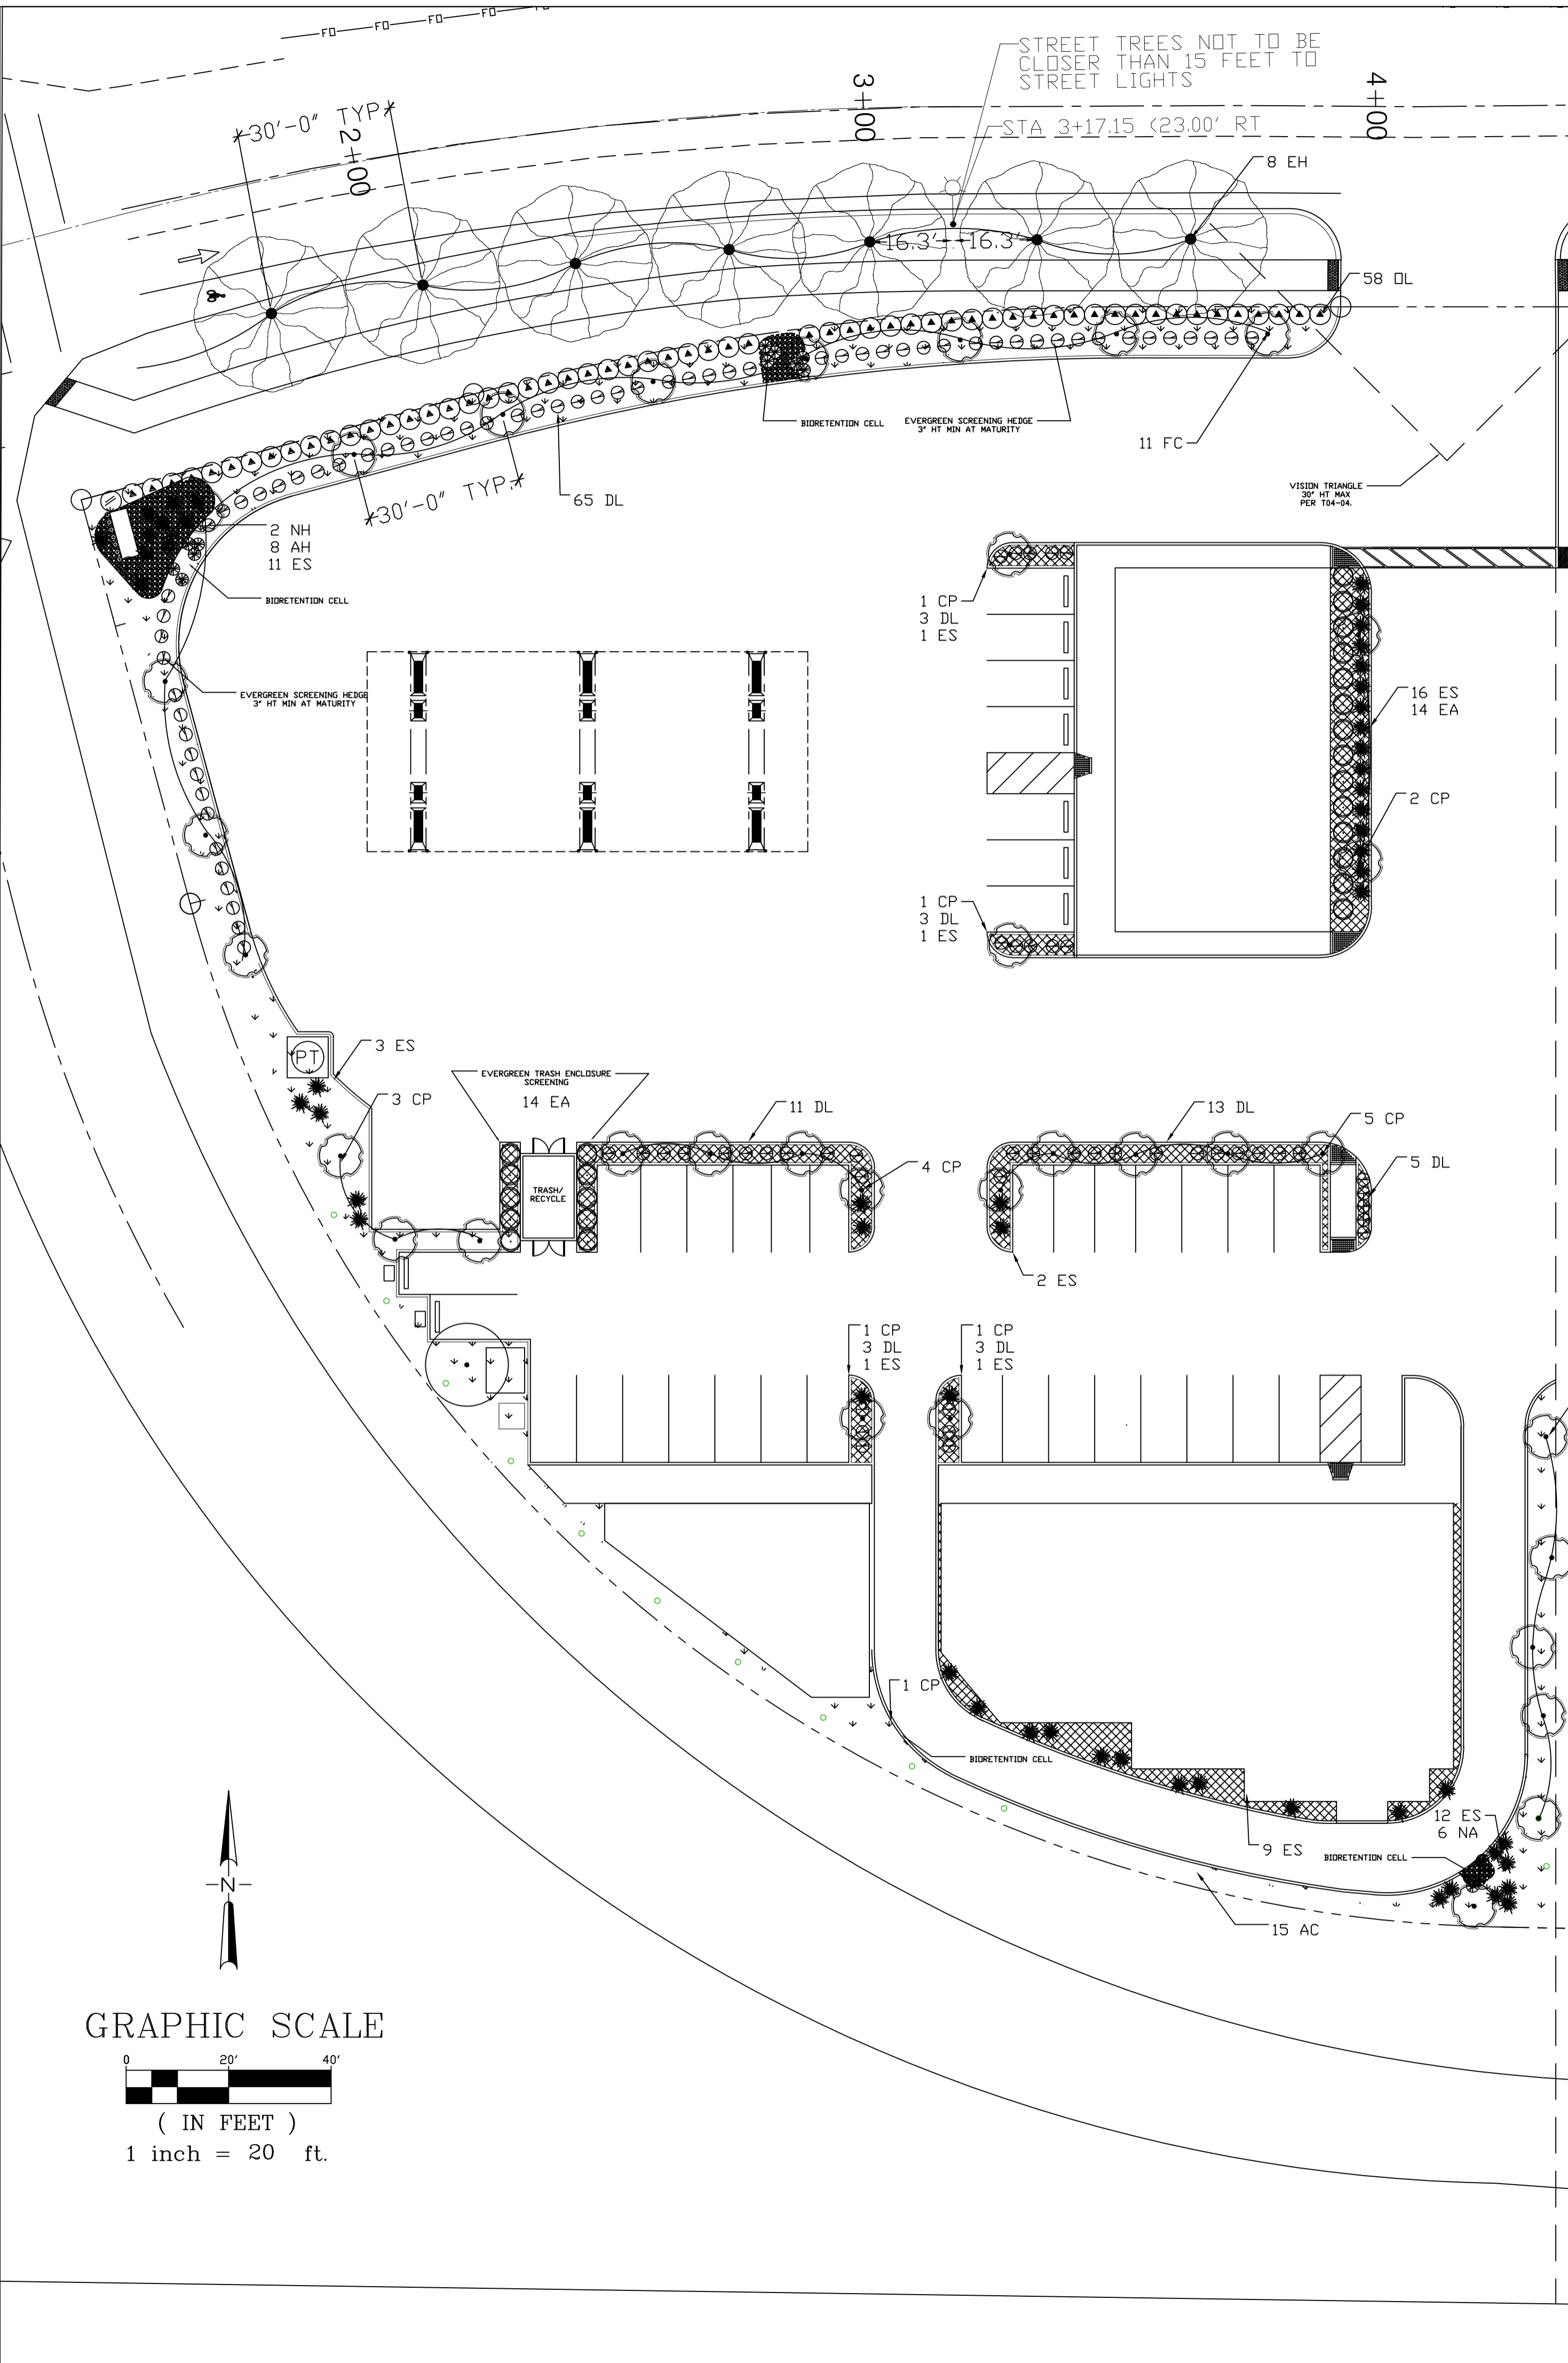 FO FO FO FO FO
STREET TREES NOT TO BE
CLOSER THAN 15 FEET TO
STREET LIGHTS
3+00
4+00
30'-0" TYP.
2+00
STA 3+17.15 (23.00' RT
8 EH
16.3' 16.3'
58 OL
BIORETENTION CELL
EVERGREEN SCREENING HEDGE
3' HT MIN AT MATURITY
11 FC
30'-0" TYP.
65 DL
VISION TRIANGLE
30" HT MAX
PER T04-04.
2 NH
8 AH
11 ES
BIORETENTION CELL
1 CP
3 DL
1 ES
EVERGREEN SCREENING HEDGE
3' HT MIN AT MATURITY
16 ES
14 EA
2 CP
1 CP
3 DL
1 ES
PT
3 ES
EVERGREEN TRASH ENCLOSURE
SCREENING
14 EA
3 CP
11 DL
13 DL
5 CP
4 CP
5 DL
TRASH/
RECYCLE
2 ES
1 CP
3 DL
1 ES
1 CP
3 DL
1 ES
1 CP
BIORETENTION CELL
12 ES
6 NA
9 ES
BIORETENTION CELL
15 AC
N
GRAPHIC SCALE
0 20' 40'
( IN FEET )
1 inch = 20 ft.